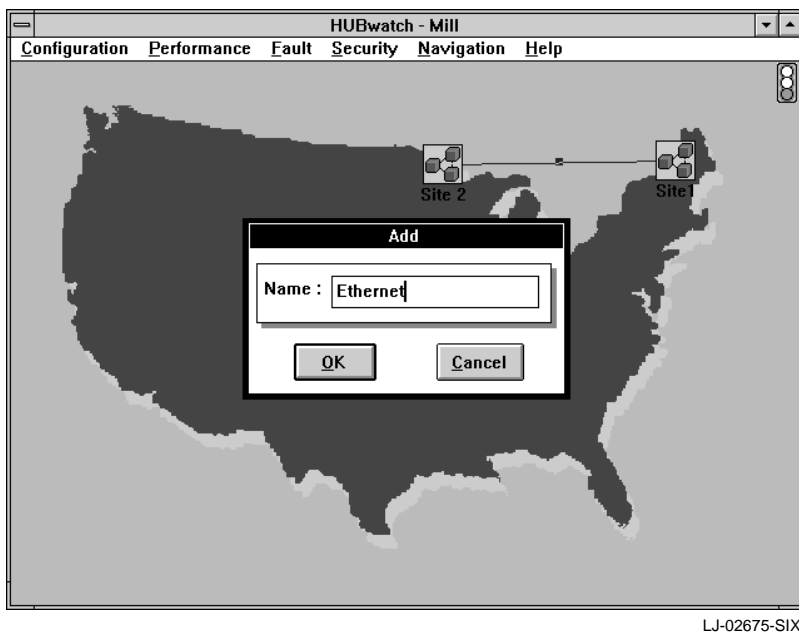 HUBwatch - Mill
Configuration Performance Fault Security Navigation Help
Site 2
Site1
Add
Name : Ethernet
OK Cancel
LJ-02675-SIX